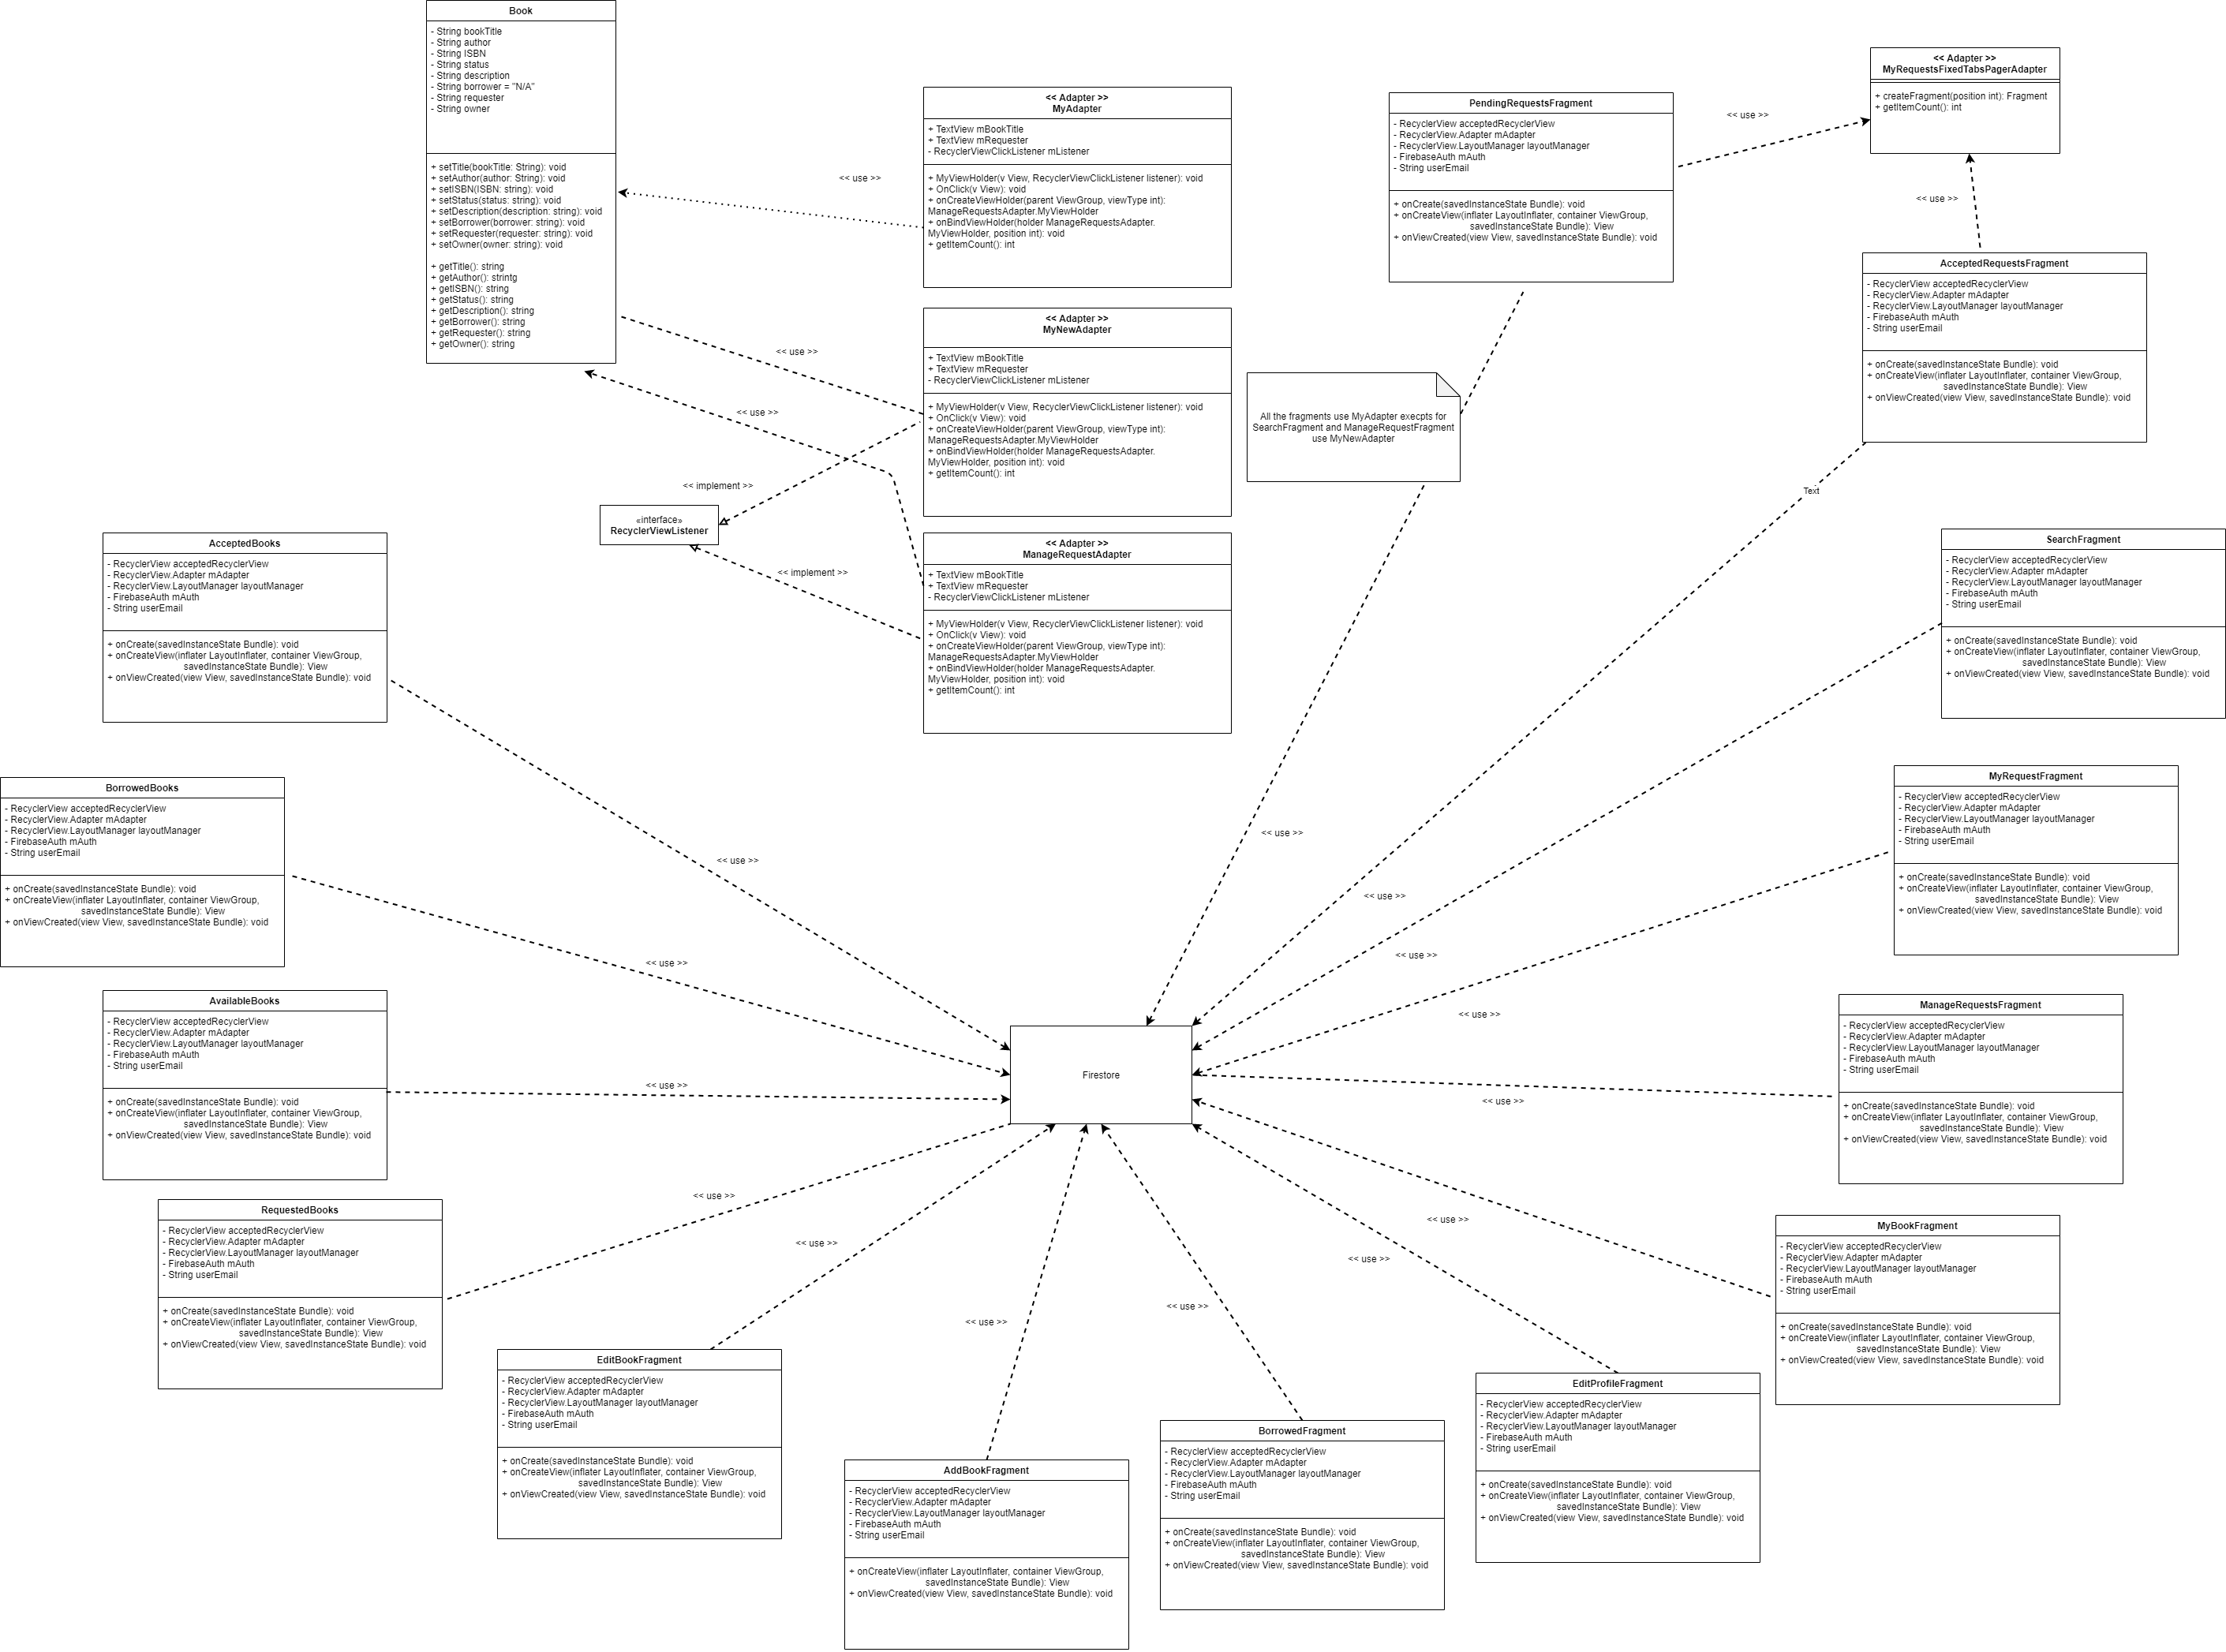 Book
- String bookTitle
- String author
- String ISBN
- String status
- String description
- String borrower = "N/A"
- String requester
- String owner
+ setTitle(bookTitle: String): void
+ setAuthor(author: String): void
+ setISBN(ISBN: string): void
+ setStatus(status: string): void
+ setDescription(description: string): void
+ setBorrower(borrower: string): void
+ setRequester(requester: string): void
+ setOwner(owner: string): void
+ getTitle(): string
+ getAuthor(): strintg
+ getISBN(): string
+ getStatus(): string
+ getDescription(): string
+ getBorrower(): string
+ getRequester(): string
+ getOwner(): string
<< use >>
<< Adapter >>
MyAdapter
+ TextView mBookTitle
+ TextView mRequester
- RecyclerViewClickListener mListener
+ MyViewHolder(v View, RecyclerViewClickListener listener): void
+ OnClick(v View): void
+ onCreateViewHolder(parent ViewGroup, viewType int):
ManageRequestsAdapter.MyViewHolder
+ onBindViewHolder(holder ManageRequestsAdapter.
MyViewHolder, position int): void
+ getItemCount(): int
<< use >>
<< Adapter >>
MyNewAdapter
+ TextView mBookTitle
+ TextView mRequester
- RecyclerViewClickListener mListener
+ MyViewHolder(v View, RecyclerViewClickListener listener): void
+ OnClick(v View): void
+ onCreateViewHolder(parent ViewGroup, viewType int):
ManageRequestsAdapter.MyViewHolder
+ onBindViewHolder(holder ManageRequestsAdapter.
MyViewHolder, position int): void
+ getItemCount(): int
<< use >>
<< implement >>
«interface»
RecyclerViewListener
<< implement >>
<< Adapter >>
ManageRequestAdapter
+ TextView mBookTitle
+ TextView mRequester
- RecyclerViewClickListener mListener
+ MyViewHolder(v View, RecyclerViewClickListener listener): void
+ OnClick(v View): void
+ onCreateViewHolder(parent ViewGroup, viewType int):
ManageRequestsAdapter.MyViewHolder
+ onBindViewHolder(holder ManageRequestsAdapter.
MyViewHolder, position int): void
+ getItemCount(): int
PendingRequestsFragment
- RecyclerView acceptedRecyclerView
- RecyclerView.Adapter mAdapter
- RecyclerView.LayoutManager layoutManager
- FirebaseAuth mAuth
- String userEmail
+ onCreate(savedInstanceState Bundle): void
+ onCreateView(inflater LayoutInflater, container ViewGroup,
savedInstanceState Bundle): View
+ onViewCreated(view View, savedInstanceState Bundle): void
<< use >>
<< Adapter >>
MyRequestsFixedTabsPagerAdapter
+ createFragment(position int): Fragment
+ getItemCount(): int
<< use >>
AcceptedRequestsFragment
- RecyclerView acceptedRecyclerView
- RecyclerView.Adapter mAdapter
- RecyclerView.LayoutManager layoutManager
- FirebaseAuth mAuth
- String userEmail
+ onCreate(savedInstanceState Bundle): void
+ onCreateView(inflater LayoutInflater, container ViewGroup,
savedInstanceState Bundle): View
+ onViewCreated(view View, savedInstanceState Bundle): void
All the fragments use MyAdapter execpts for
SearchFragment and ManageRequestFragment
use MyNewAdapter
Text
AcceptedBooks
- RecyclerView acceptedRecyclerView
- RecyclerView.Adapter mAdapter
- RecyclerView.LayoutManager layoutManager
- FirebaseAuth mAuth
- String userEmail
+ onCreate(savedInstanceState Bundle): void
+ onCreateView(inflater LayoutInflater, container ViewGroup,
savedInstanceState Bundle): View
+ onViewCreated(view View, savedInstanceState Bundle): void
SearchFragment
- RecyclerView acceptedRecyclerView
- RecyclerView.Adapter mAdapter
- RecyclerView.LayoutManager layoutManager
- FirebaseAuth mAuth
- String userEmail
+ onCreate(savedInstanceState Bundle): void
+ onCreateView(inflater LayoutInflater, container ViewGroup,
savedInstanceState Bundle): View
+ onViewCreated(view View, savedInstanceState Bundle): void
BorrowedBooks
- RecyclerView acceptedRecyclerView
- RecyclerView.Adapter mAdapter
- RecyclerView.LayoutManager layoutManager
- FirebaseAuth mAuth
- String userEmail
+ onCreate(savedInstanceState Bundle): void
+ onCreateView(inflater LayoutInflater, container ViewGroup,
savedInstanceState Bundle): View
+ onViewCreated(view View, savedInstanceState Bundle): void
<< use >>
<< use >>
<< use >>
<< use >>
<< use >>
<< use >>
MyRequestFragment
- RecyclerView acceptedRecyclerView
- RecyclerView.Adapter mAdapter
- RecyclerView.LayoutManager layoutManager
- FirebaseAuth mAuth
- String userEmail
+ onCreate(savedInstanceState Bundle): void
+ onCreateView(inflater LayoutInflater, container ViewGroup,
savedInstanceState Bundle): View
+ onViewCreated(view View, savedInstanceState Bundle): void
AvailableBooks
- RecyclerView acceptedRecyclerView
- RecyclerView.Adapter mAdapter
- RecyclerView.LayoutManager layoutManager
- FirebaseAuth mAuth
- String userEmail
+ onCreate(savedInstanceState Bundle): void
+ onCreateView(inflater LayoutInflater, container ViewGroup,
savedInstanceState Bundle): View
+ onViewCreated(view View, savedInstanceState Bundle): void
<< use >>
Firestore
<< use >>
ManageRequestsFragment
- RecyclerView acceptedRecyclerView
- RecyclerView.Adapter mAdapter
- RecyclerView.LayoutManager layoutManager
- FirebaseAuth mAuth
- String userEmail
+ onCreate(savedInstanceState Bundle): void
+ onCreateView(inflater LayoutInflater, container ViewGroup,
savedInstanceState Bundle): View
+ onViewCreated(view View, savedInstanceState Bundle): void
RequestedBooks
- RecyclerView acceptedRecyclerView
- RecyclerView.Adapter mAdapter
- RecyclerView.LayoutManager layoutManager
- FirebaseAuth mAuth
- String userEmail
+ onCreate(savedInstanceState Bundle): void
+ onCreateView(inflater LayoutInflater, container ViewGroup,
savedInstanceState Bundle): View
+ onViewCreated(view View, savedInstanceState Bundle): void
<< use >>
<< use >>
<< use >>
<< use >>
<< use >>
<< use >>
MyBookFragment
- RecyclerView acceptedRecyclerView
- RecyclerView.Adapter mAdapter
- RecyclerView.LayoutManager layoutManager
- FirebaseAuth mAuth
- String userEmail
+ onCreate(savedInstanceState Bundle): void
+ onCreateView(inflater LayoutInflater, container ViewGroup,
savedInstanceState Bundle): View
+ onViewCreated(view View, savedInstanceState Bundle): void
EditBookFragment
- RecyclerView acceptedRecyclerView
- RecyclerView.Adapter mAdapter
- RecyclerView.LayoutManager layoutManager
- FirebaseAuth mAuth
- String userEmail
+ onCreate(savedInstanceState Bundle): void
+ onCreateView(inflater LayoutInflater, container ViewGroup,
savedInstanceState Bundle): View
+ onViewCreated(view View, savedInstanceState Bundle): void
AddBookFragment
- RecyclerView acceptedRecyclerView
- RecyclerView.Adapter mAdapter
- RecyclerView.LayoutManager layoutManager
- FirebaseAuth mAuth
- String userEmail
+ onCreateView(inflater LayoutInflater, container ViewGroup,
savedInstanceState Bundle): View
+ onViewCreated(view View, savedInstanceState Bundle): void
BorrowedFragment
- RecyclerView acceptedRecyclerView
- RecyclerView.Adapter mAdapter
- RecyclerView.LayoutManager layoutManager
- FirebaseAuth mAuth
- String userEmail
+ onCreate(savedInstanceState Bundle): void
+ onCreateView(inflater LayoutInflater, container ViewGroup,
savedInstanceState Bundle): View
+ onViewCreated(view View, savedInstanceState Bundle): void
EditProfileFragment
- RecyclerView acceptedRecyclerView
- RecyclerView.Adapter mAdapter
- RecyclerView.LayoutManager layoutManager
- FirebaseAuth mAuth
- String userEmail
+ onCreate(savedInstanceState Bundle): void
+ onCreateView(inflater LayoutInflater, container ViewGroup,
savedInstanceState Bundle): View
+ onViewCreated(view View, savedInstanceState Bundle): void